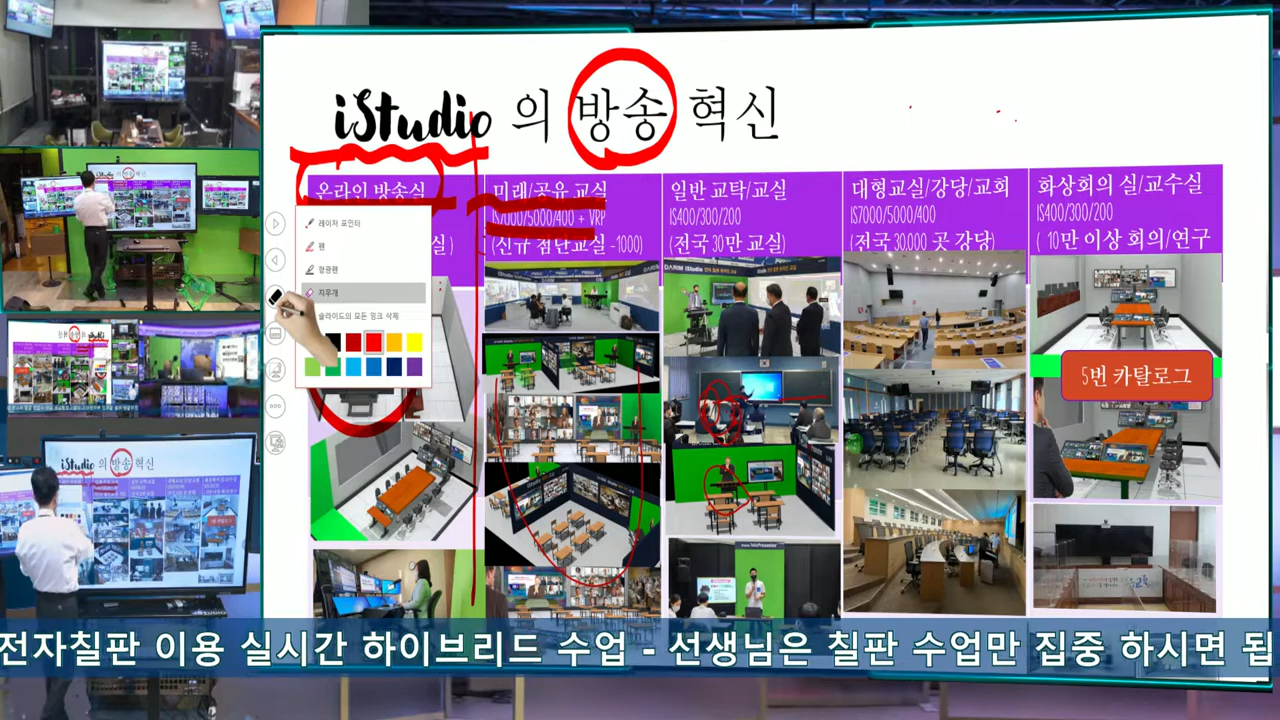 iStudio 의 방송 혁신
온라인 방송실
미래/공유 교실
IS7000/5000/400 + VRP
(신규 첨단교실 -1000)
일반 교탁/교실
IS400/300/200
(전국 30만 교실)
대형교실/강당/교회
IS7000/5000/400
(전국 30,000 곳 강당)
화상회의 실/교수실
IS400/300/200
( 10만 이상 회의/연구
레이저 포인터
펜
형광펜
지우개
슬라이드의 모든 잉크 삭제
5번 카탈로그
iStudio 의 방송 혁신
전자칠판 이용 실시간 하이브리드 수업 - 선생님은 칠판 수업만 집중 하시면 됩